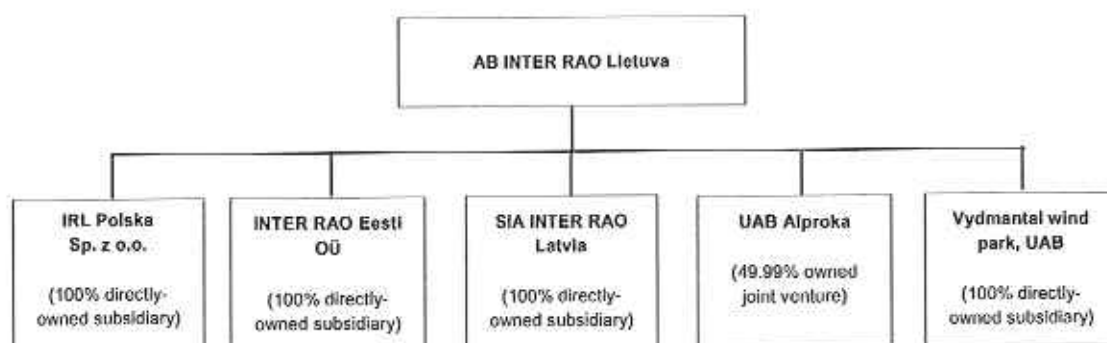 AB INTER RAO Lietuva
IRL Polska
Sp. z o.o.
(100% directly-
owned subsidiary)
INTER RAO Eesti
OÜ
(100% directly-
owned subsidiary)
SIA INTER RAO
Latvia
(100% directly-
owned subsidiary)
UAB Alproka
(49.99% owned
joint venture)
Vydmantai wind
park, UAB
(100% directly-
owned subsidiary)